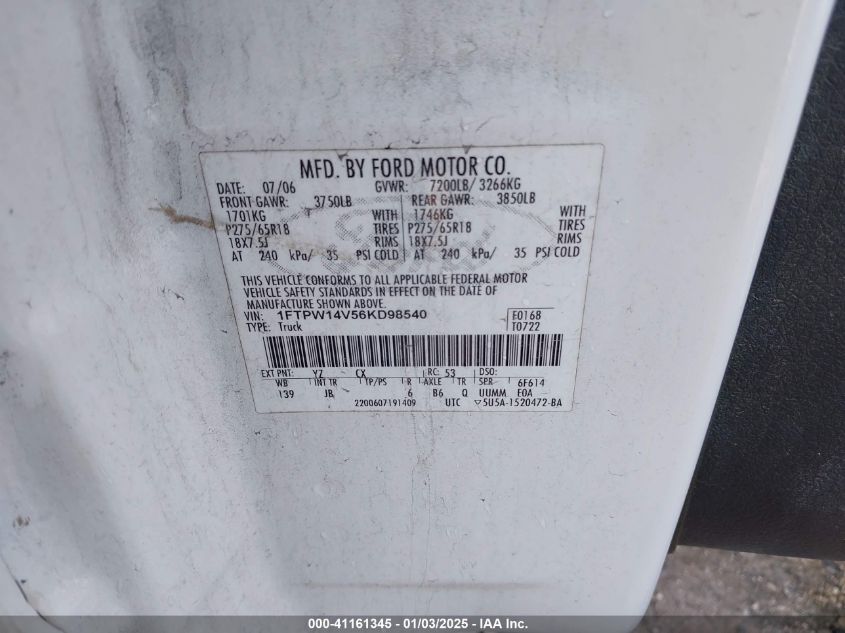 MFD. BY FORD MOTOR CO.
DATE: 07/06 GVWR: 7200LB/ 3266KG
FRONT GAWR: 3750LB REAR GAWR: 3850LB
1701KG WITH 1746KG WITH
P275/65R18 TIRES P275/65R18 TIRES
18X7.5J RIMS 18X7.5J RIMS
AT 240 kPa/ 35 PSI COLD AT 240 kPa/ 35 PSI COLD
THIS VEHICLE CONFORMS TO ALL APPLICABLE FEDERAL MOTOR
VEHICLE SAFETY STANDARDS IN EFFECT ON THE DATE OF
MANUFACTURE SHOWN ABOVE.
VIN: 1FTPW14V56KD98540 F0168
TYPE: Truck T0722
EXT PNT: YZ CX RC: 53 DSO:
WB INT TR TP/PS R AXLE TR SPR 6F614
139 JB 6 B6 Q UUMM E0A
2200607191409 UTC ▽5U5A-1520472-BA
000-41161345 - 01/03/2025 - IAA Inc.